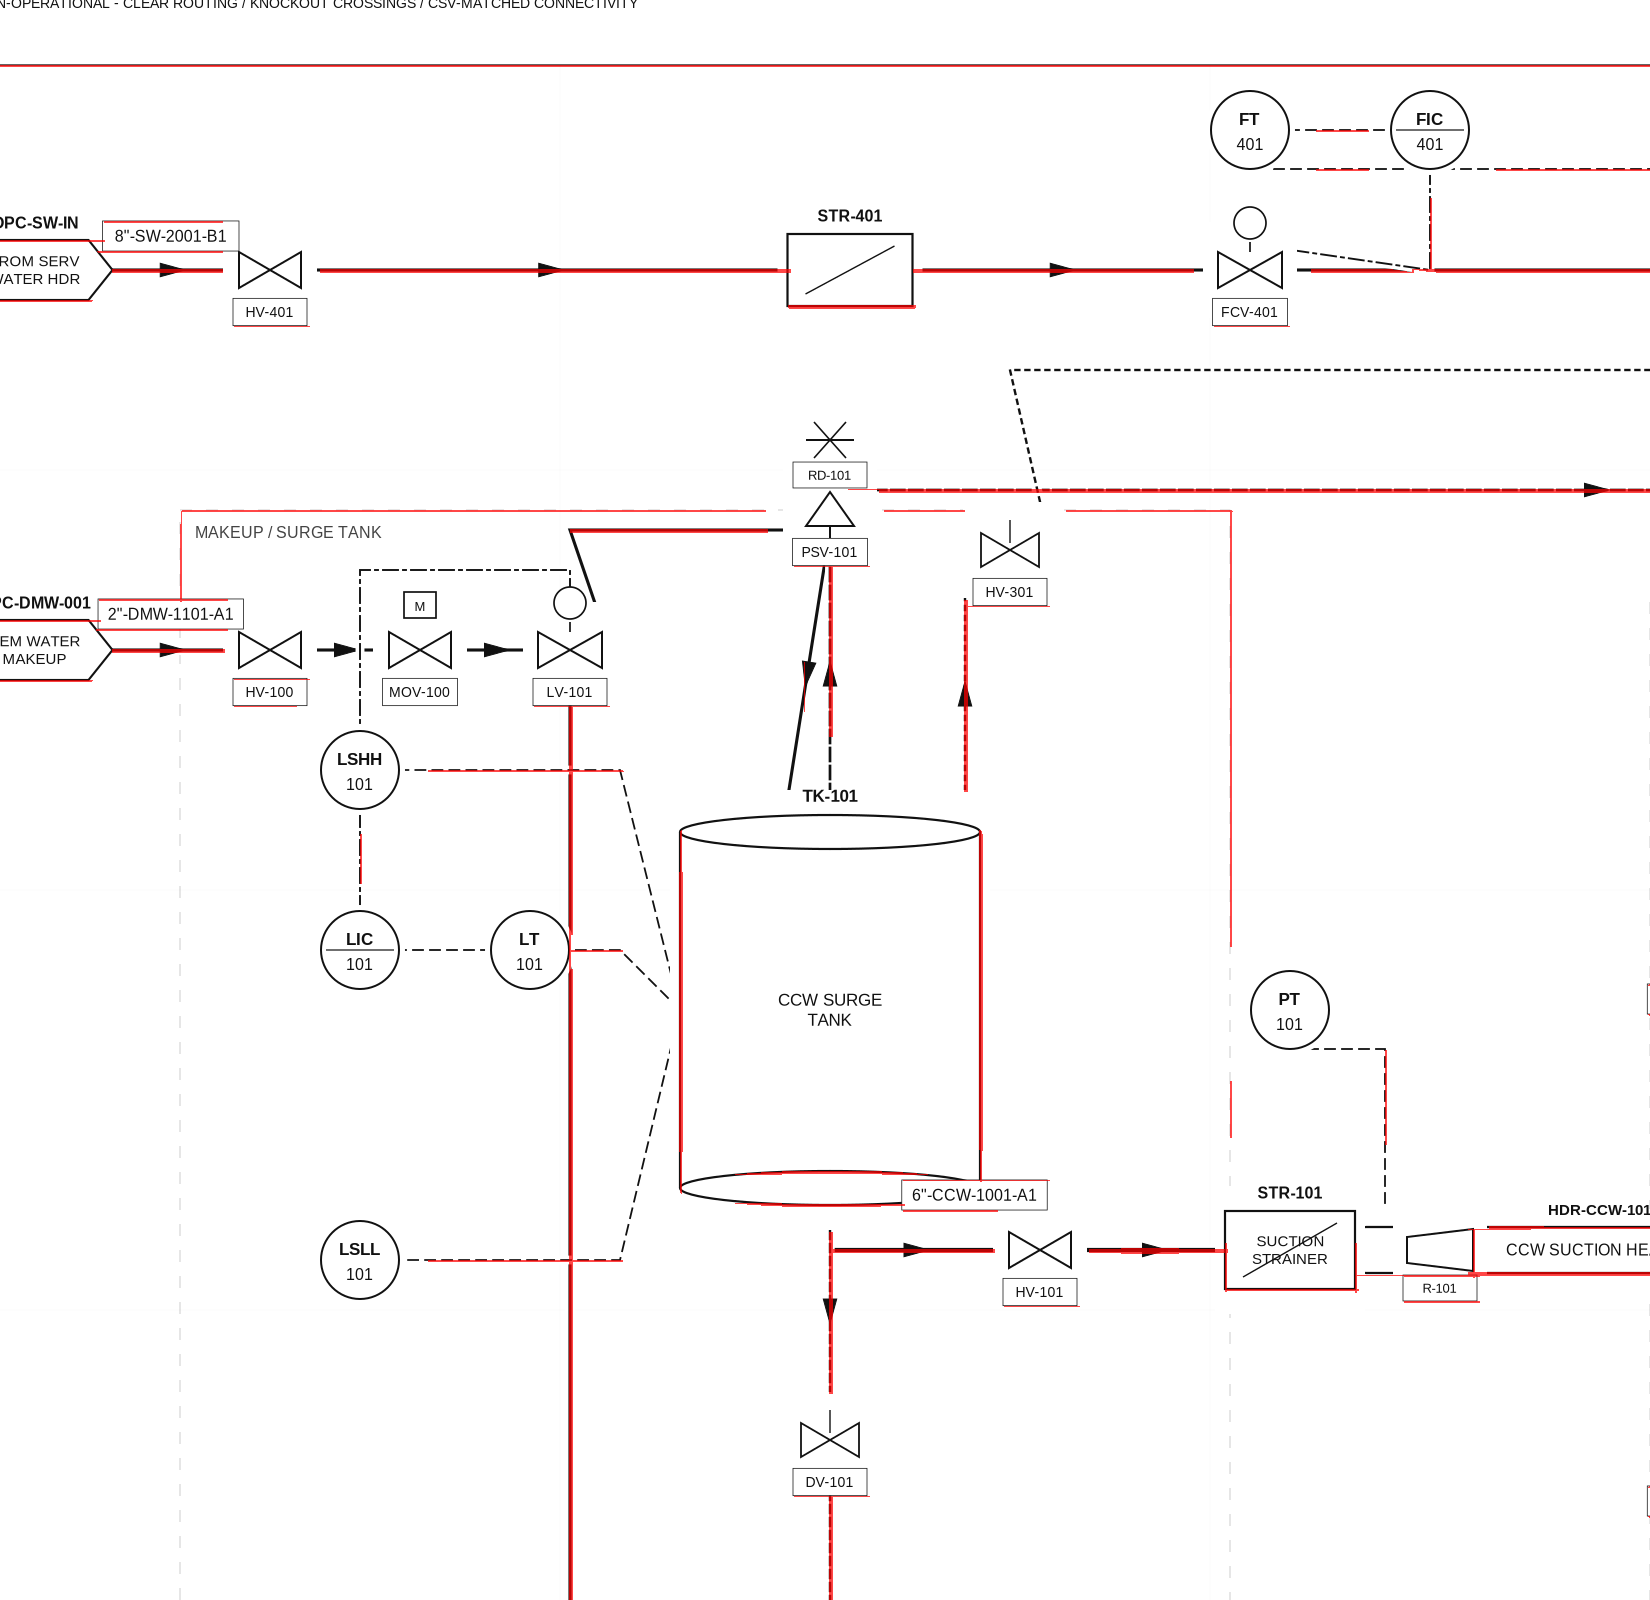 N-OPERATIONAL - CLEAR ROUTING / KNOCKOUT CROSSINGS / CSV-MATCHED CONNECTIVITY
FT
401
FIC
401
OPC-SW-IN
8"-SW-2001-B1
STR-401
ROM SERV
WATER HDR
HV-401
FCV-401
RD-101
MAKEUP / SURGE TANK
PSV-101
HV-301
PC-DMW-001
2"-DMW-1101-A1
M
EM WATER
MAKEUP
HV-100
MOV-100
LV-101
LSHH
101
TK-101
LIC
101
LT
101
CCW SURGE
TANK
PT
101
6"-CCW-1001-A1
STR-101
HDR-CCW-101
LSLL
101
SUCTION
STRAINER
CCW SUCTION HE
HV-101
R-101
DV-101